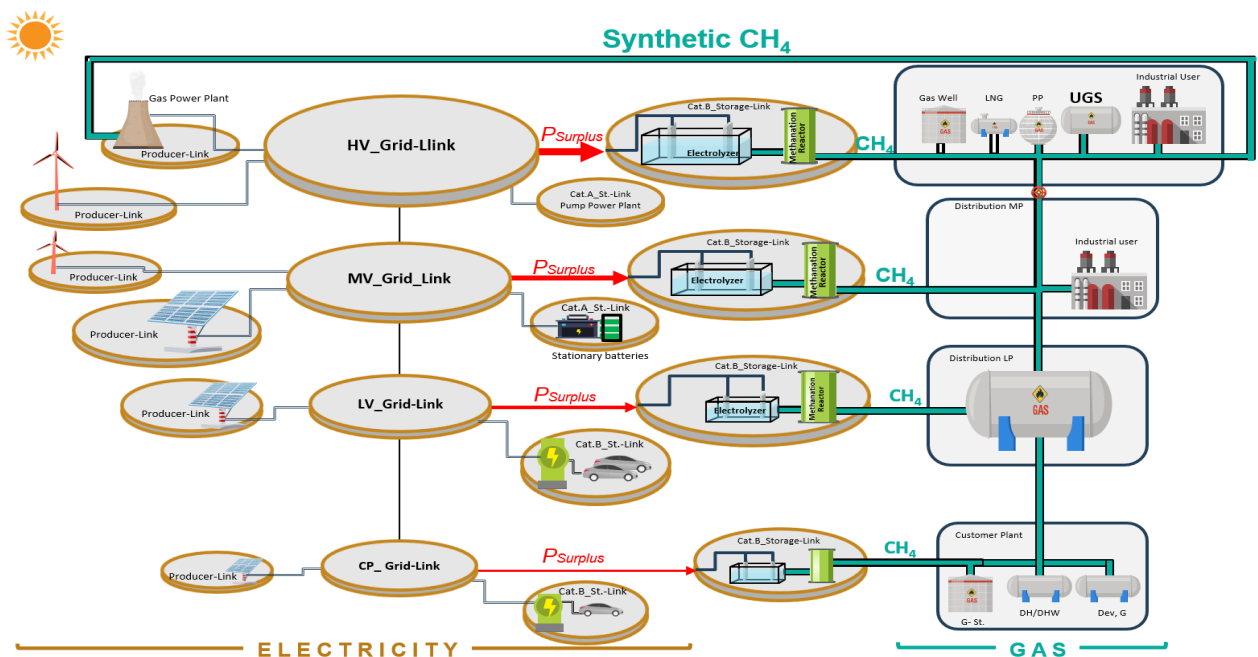 Synthetic CH4
Gas Power Plant
Producer-Link
HV_Grid-Llink
PSurplus
Cat.B_Storage-Link
Electrolyzer
Methanation
Reactor
CH4
Gas Well
LNG
PP
UGS
Industrial User
GAS
Producer-Link
Cat.A_St.-Link
Pump Power Plant
Producer-Link
MV_Grid_Link
PSurplus
Cat.B_Storage-Link
Electrolyzer
Methanation
Reactor
CH4
Distribution MP
Industrial user
Producer-Link
Cat.A_St.-Link
Stationary batteries
Producer-Link
LV_Grid-Link
PSurplus
Cat.B_Storage-Link
Electrolyzer
Methanation
Reactor
CH4
Distribution LP
GAS
Cat.B_St.-Link
Producer-Link
CP_ Grid-Link
PSurplus
Cat.B_Storage-Link
CH4
Customer Plant
GAS
G- St.
DH/DHW
Dev, G
Cat.B_St.-Link
ELECTRICITY
GAS